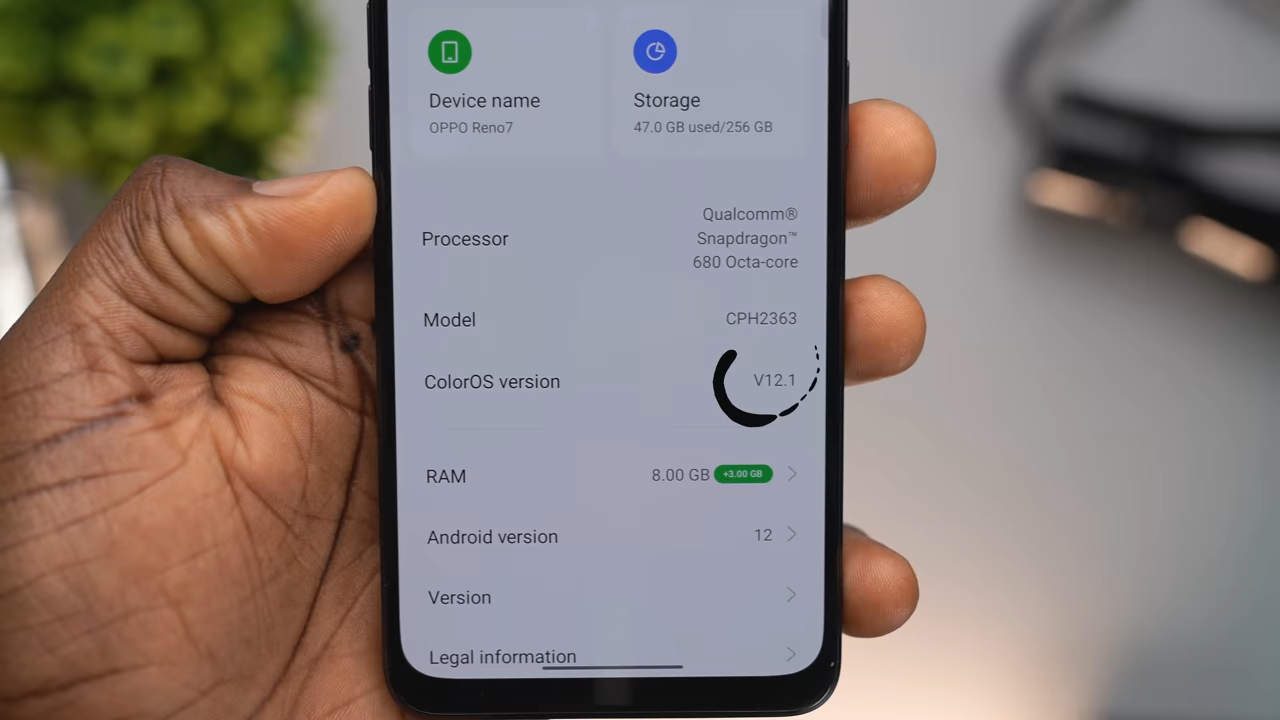 Device name
OPPO Reno7
Storage
47.0 GB used/256 GB
Processor
Qualcomm®
Snapdragon™
680 Octa-core
Model
CPH2363
ColorOS version
V12.1
RAM
8.00 GB +3.00 GB
Android version
12
Version
Legal information